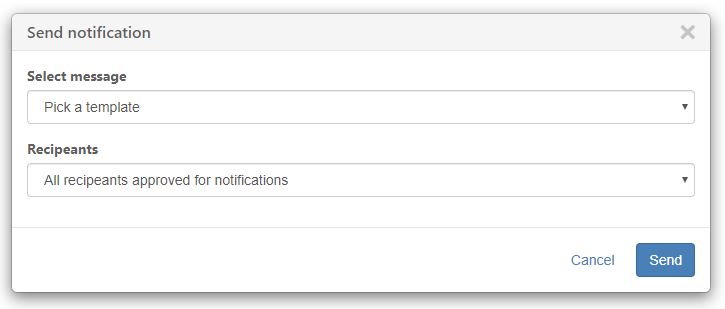 Send notification
Select message
Pick a template
Recipeants
All recipeants approved for notifications
Cancel
Send